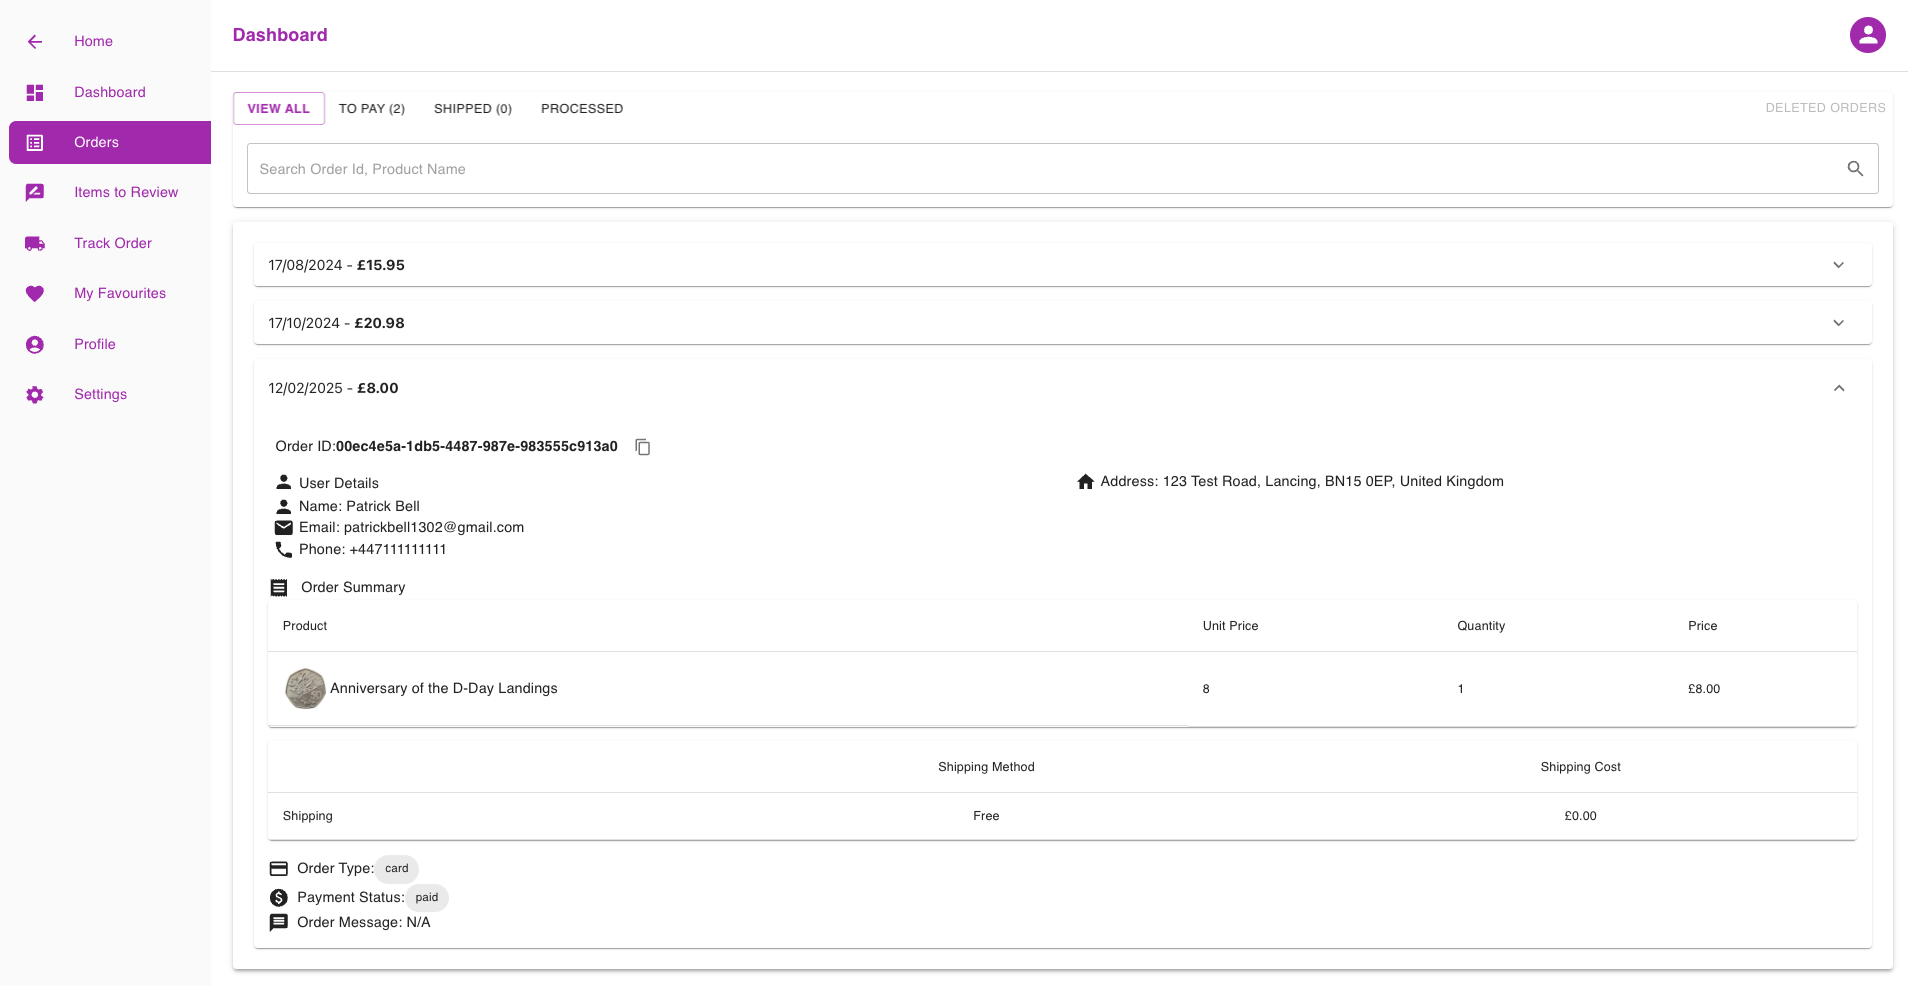 Home
Dashboard
Orders
Items to Review
Track Order
My Favourites
Profile
Settings
Dashboard
VIEW ALL TO PAY (2) SHIPPED (0) PROCESSED DELETED ORDERS
Search Order Id, Product Name
17/08/2024 - £15.95
17/10/2024 - £20.98
12/02/2025 - £8.00
Order ID:00ec4e5a-1db5-4487-987e-983555c913a0
User Details
Name: Patrick Bell
Email: patrickbell1302@gmail.com
Phone: +447111111111
Address: 123 Test Road, Lancing, BN15 0EP, United Kingdom
Order Summary
Product Unit Price Quantity Price
Anniversary of the D-Day Landings 8 1 £8.00
Shipping Method Shipping Cost
Shipping Free £0.00
Order Type: card
Payment Status: paid
Order Message: N/A